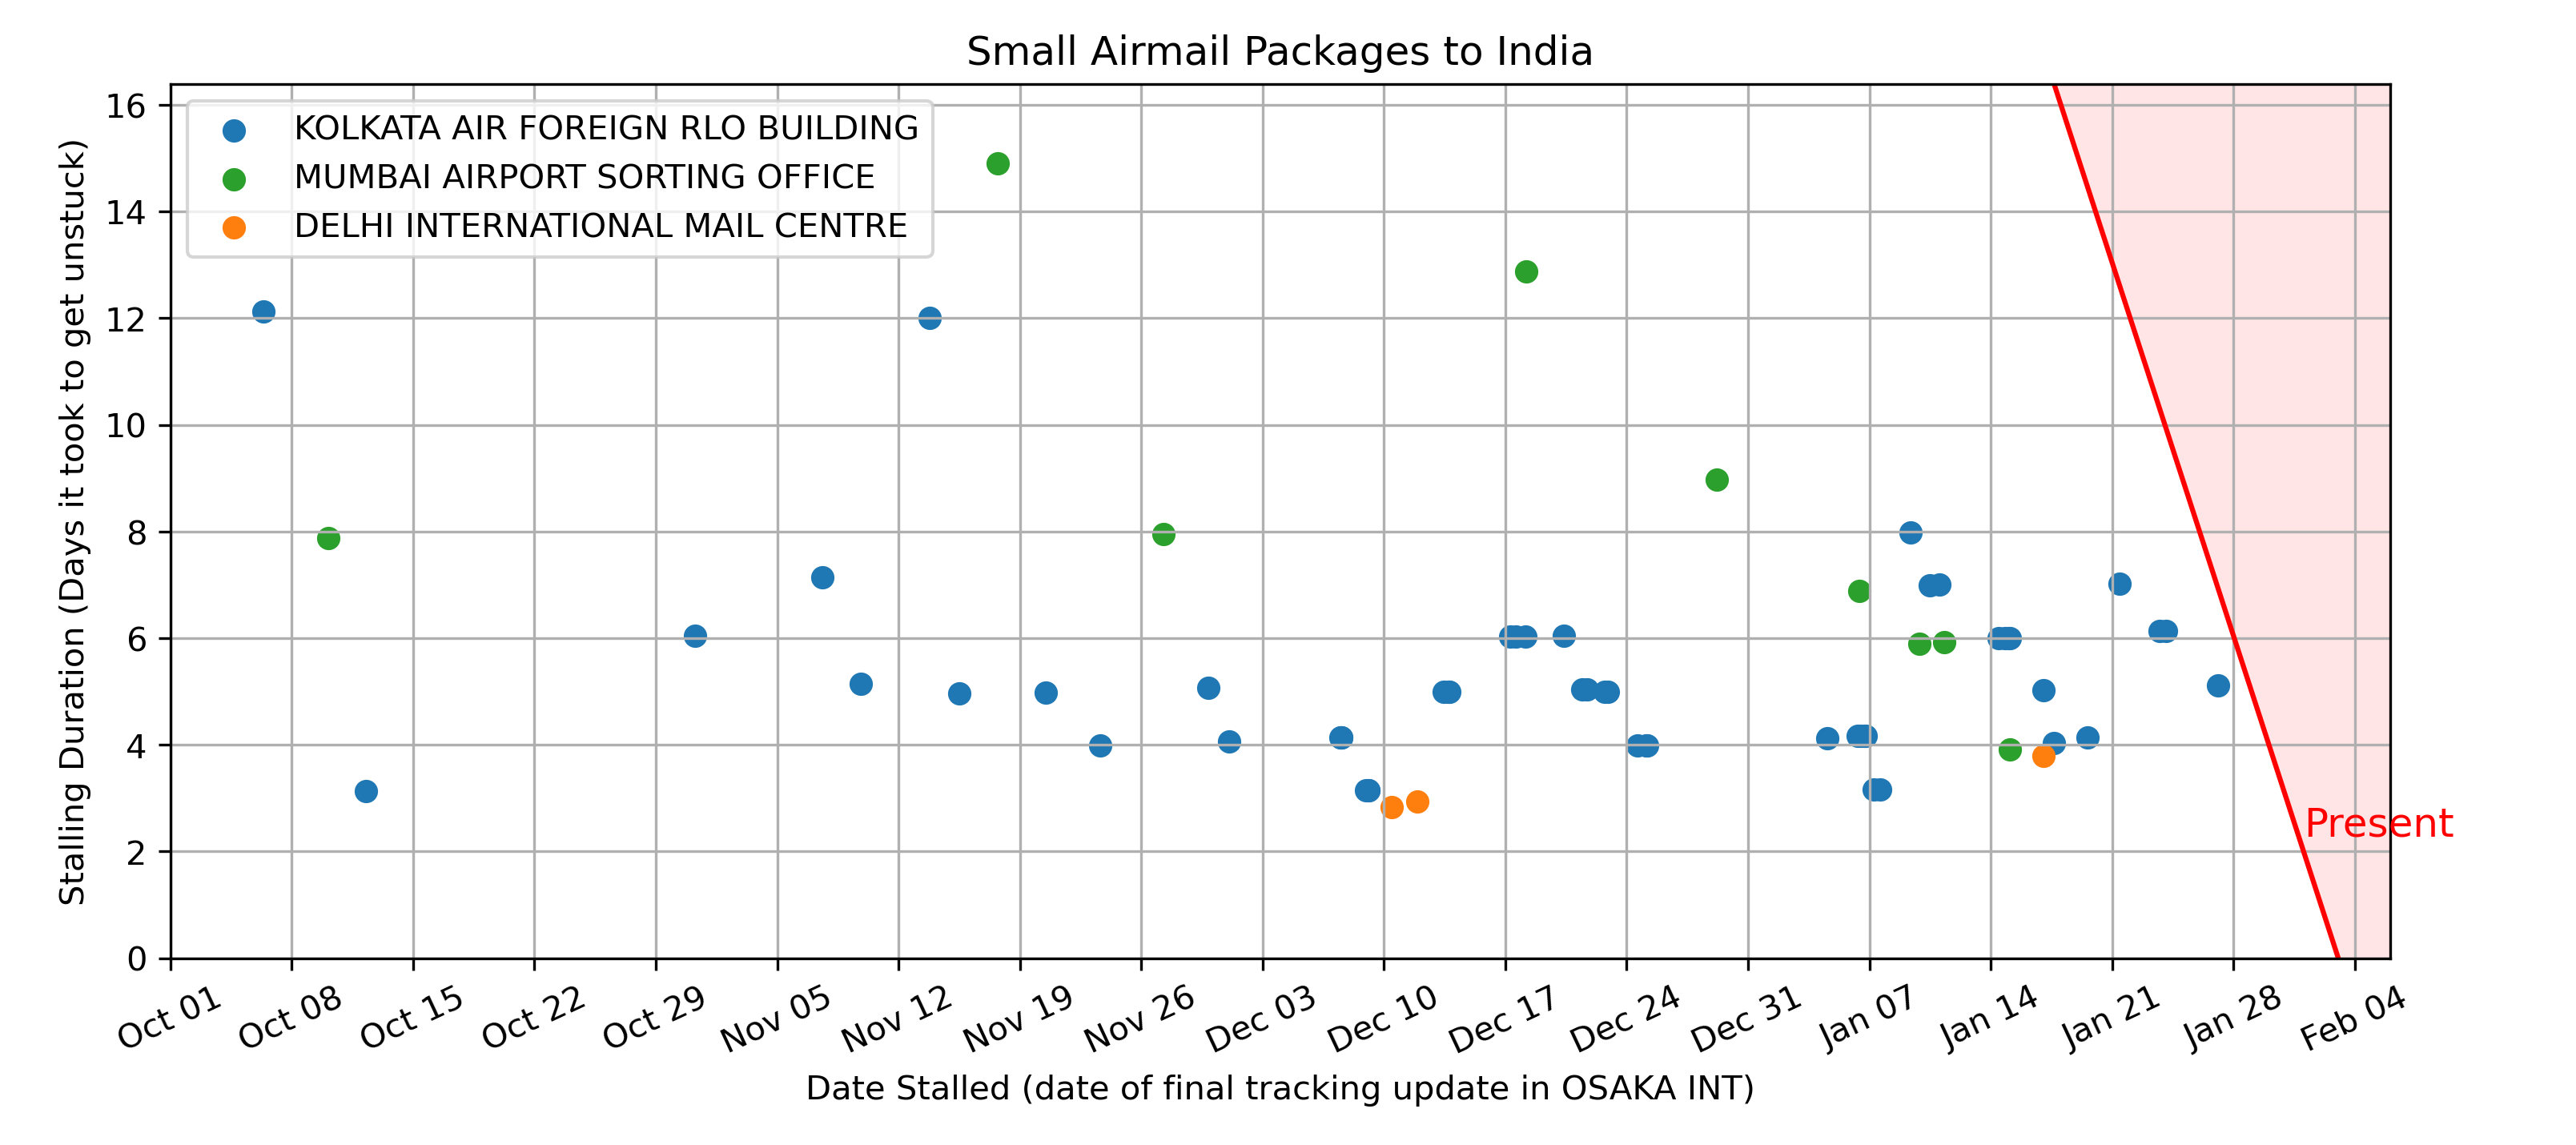 Small Airmail Packages to India
KOLKATA AIR FOREIGN RLO BUILDING
MUMBAI AIRPORT SORTING OFFICE
DELHI INTERNATIONAL MAIL CENTRE
Stalling Duration (Days it took to get unstuck)
16
14
12
10
8
6
4
2
0
Present
Oct 01
Oct 08
Oct 15
Oct 22
Oct 29
Nov 05
Nov 12
Nov 19
Nov 26
Dec 03
Dec 10
Dec 17
Dec 24
Dec 31
Jan 07
Jan 14
Jan 21
Jan 28
Feb 04
Date Stalled (date of final tracking update in OSAKA INT)